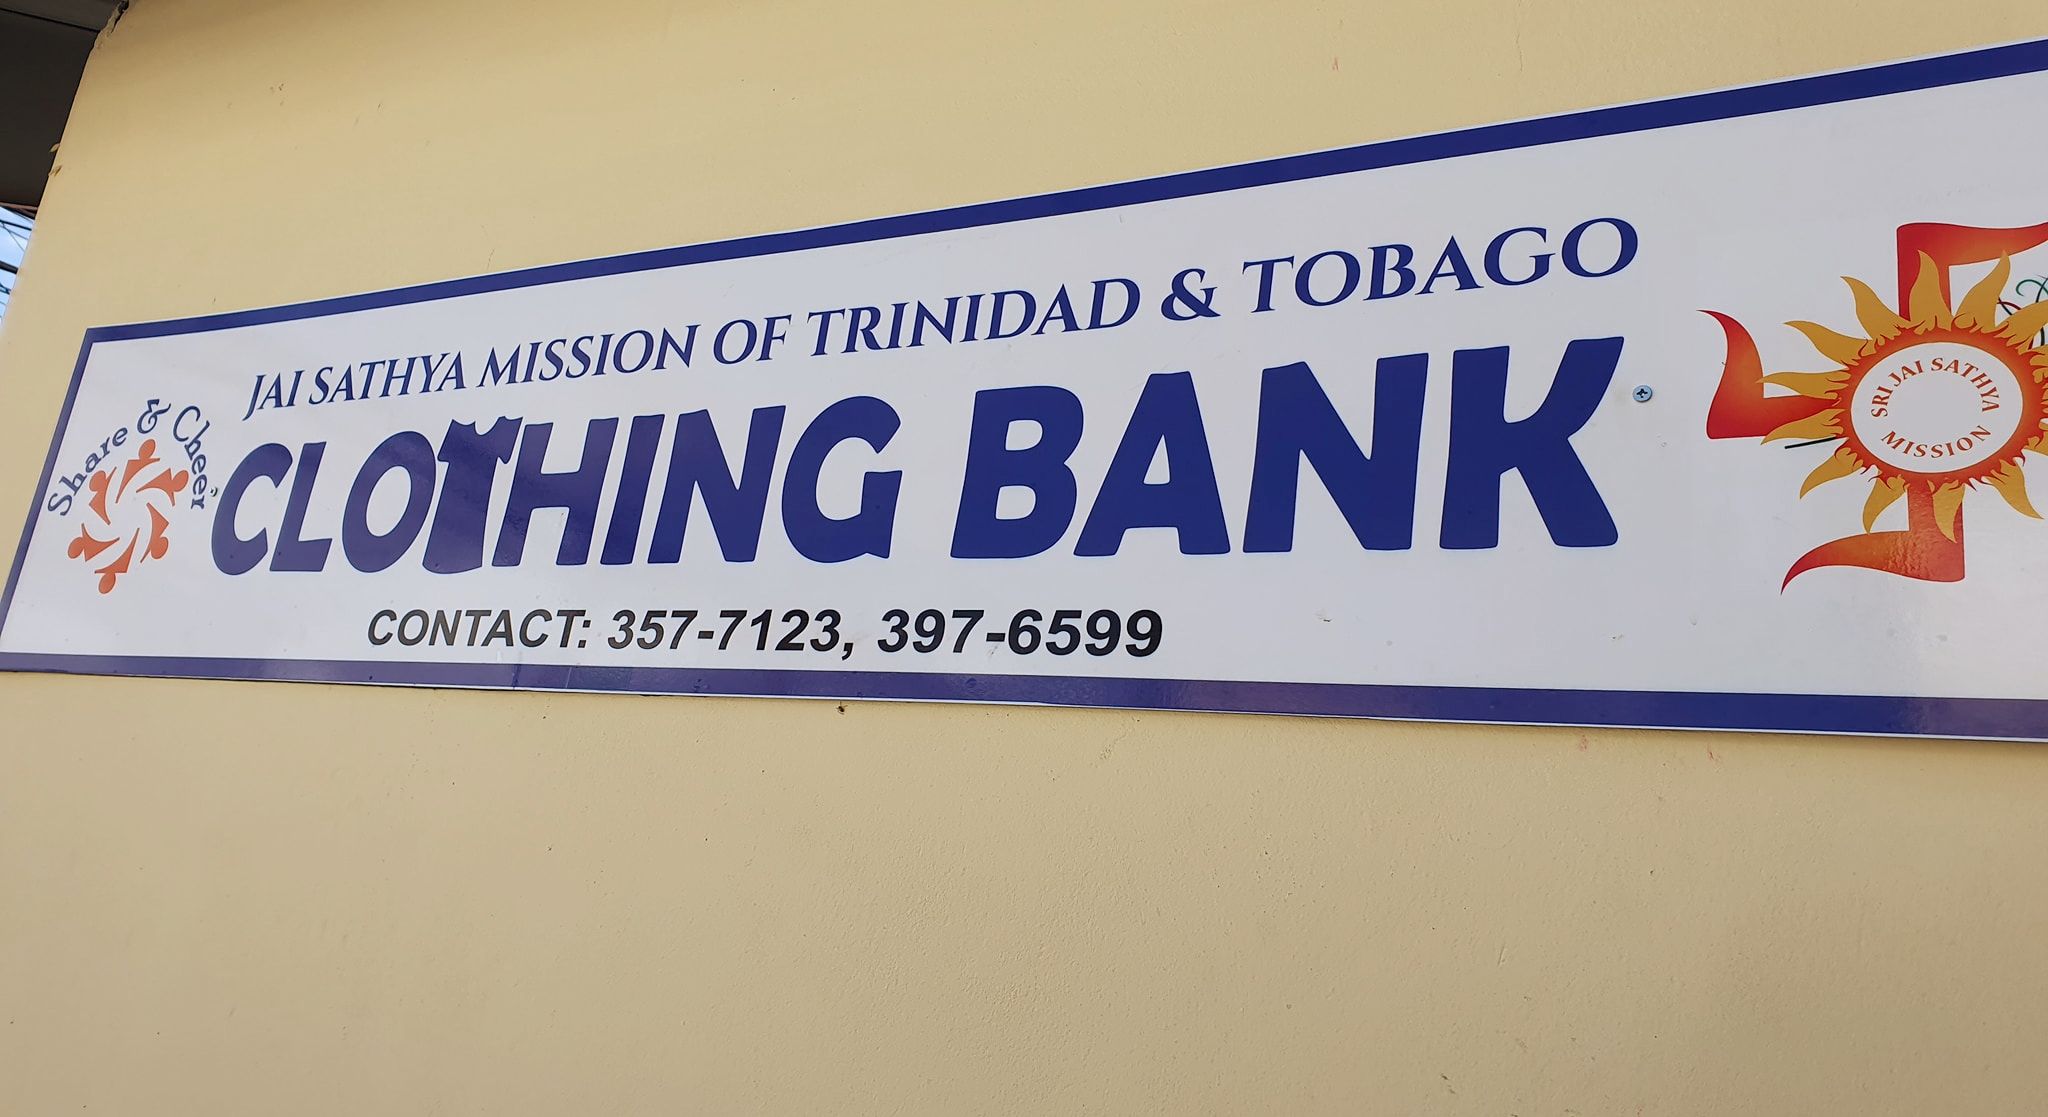 Share & Cheer
JAI SATHYA MISSION OF TRINIDAD & TOBAGO
CLOTHING BANK
CONTACT: 357-7123, 397-6599
SRI JAI SATHYA
MISSION